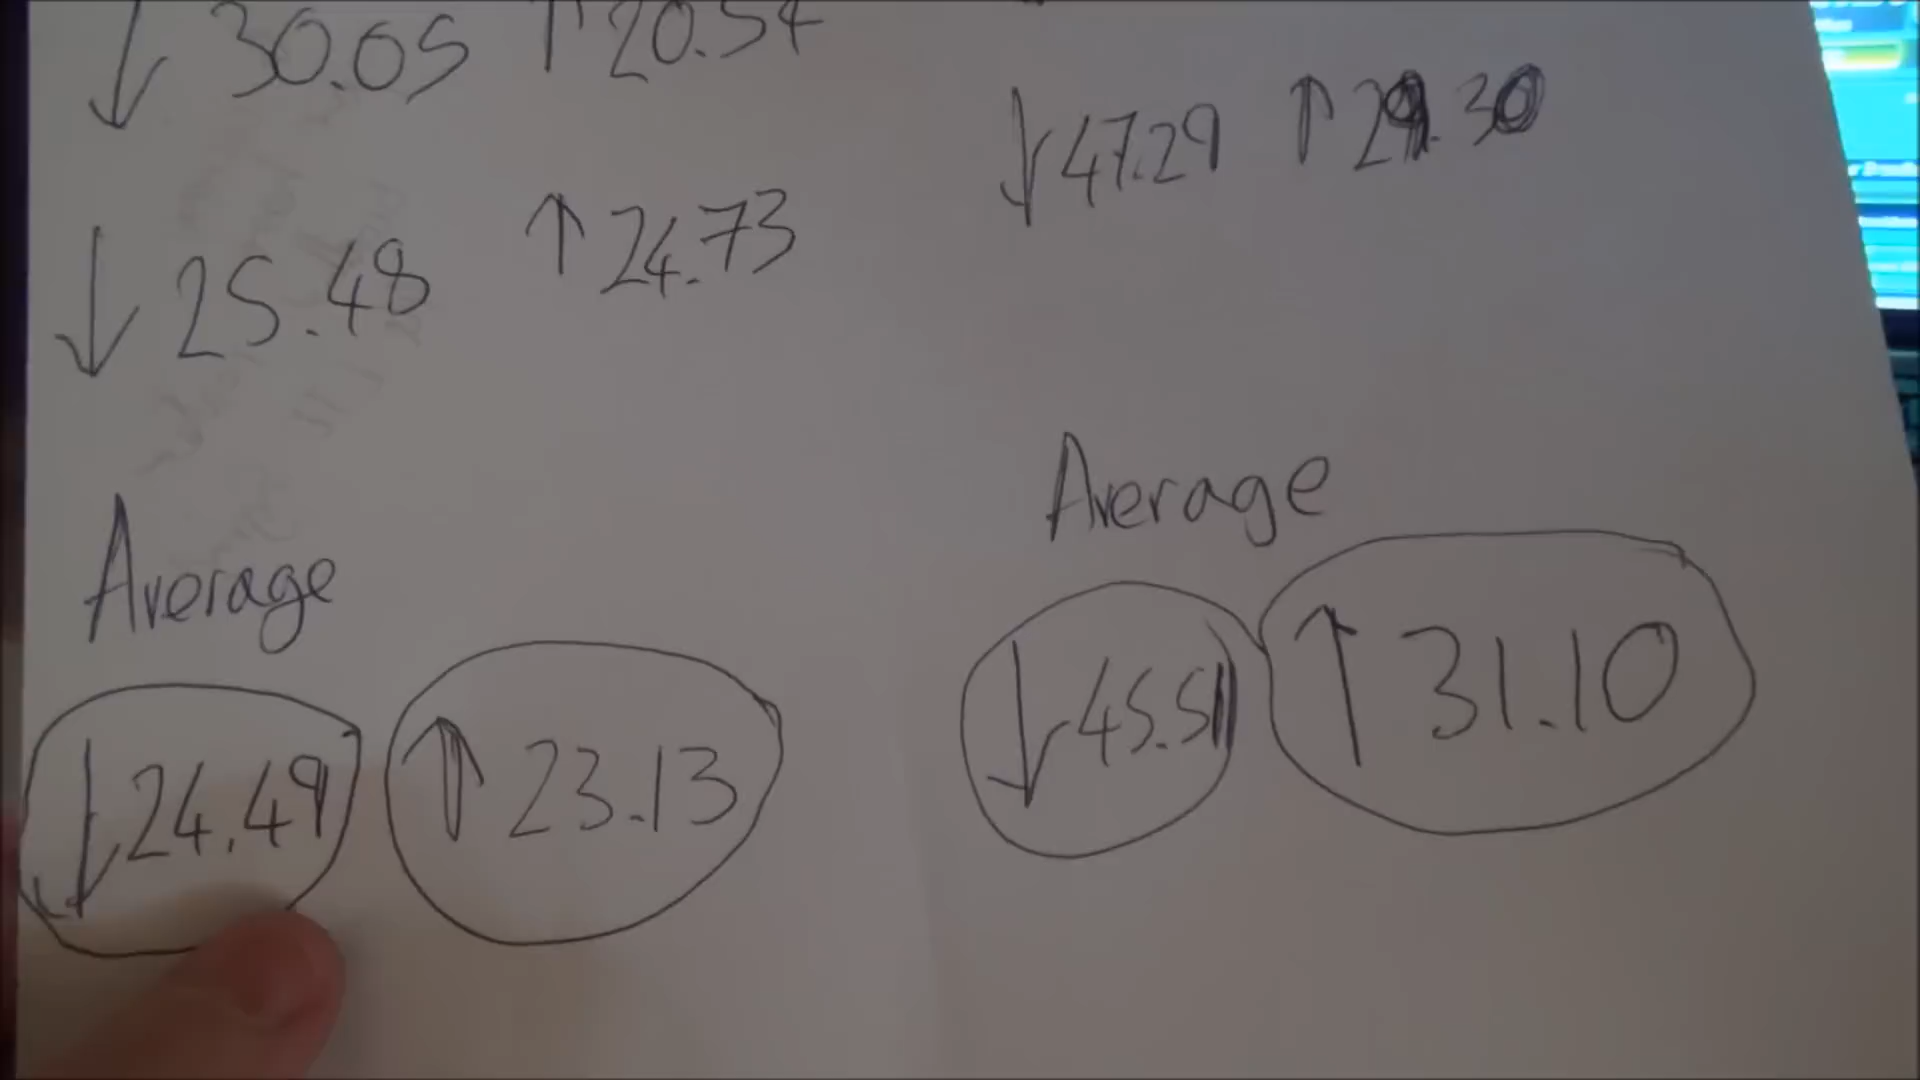 ↓ 30.05 ↑ 20.54
↓ 25.48 ↑ 24.73
Average
↓ 24.49 ↑ 23.13
↓ 47.29 ↑ 29.30
Average
↓ 45.51 ↑ 31.10